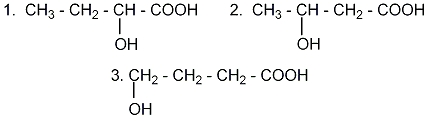 1. CH₃ - CH₂ - CH - COOH 2. CH₃ - CH - CH₂ - COOH
OH OH
3. CH₂ - CH₂ - CH₂ - COOH
OH